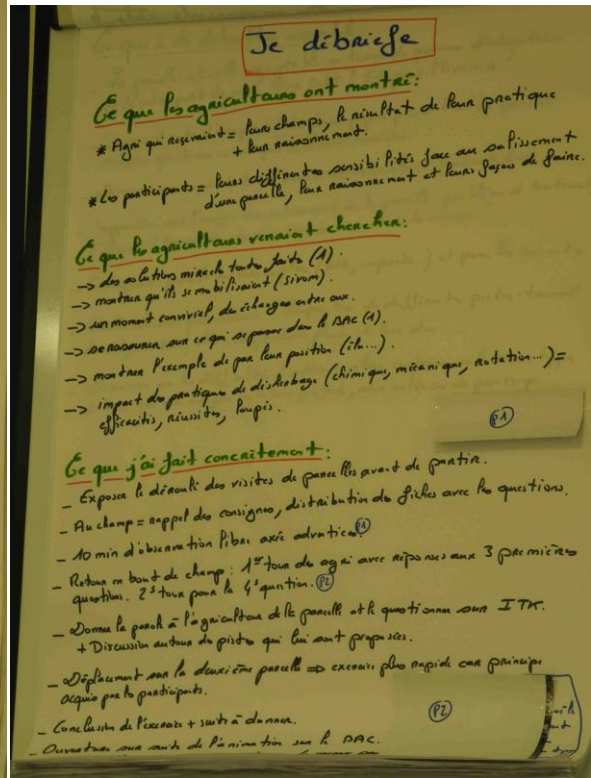 Je débriefe
Ce que les agriculteurs ont montré :
* Agri qui recevaient = leurs champs, le résultat de leur pratique
+ leur raisonnement.
* Les participants = leurs différentes sensibilités face au salissement
d'une parcelle, leur raisonnement et leurs façons de faire.
Ce que les agriculteurs venaient chercher :
-> des solutions miracle toutes faites (1).
-> montrer qu'ils se mobilisaient (sivom).
-> un moment convivial, des échanges entre eux.
-> se rassurer sur ce qui se passe dans le BAC (1).
-> montrer l'exemple de par leur position (élu...).
-> impact des pratiques de désherbage (chimique, mécanique, rotation...) =
efficacités, réussites, loupés.
P1
Ce que j'ai fait concrètement :
- Exposer le déroulé des visites de parcelles avant de partir.
- Au champ = rappel des consignes, distribution des fiches avec les questions.
- 10 min d'observation libre axée adventices P1
- Retour en bout de champ : 1er tour des agri avec réponses aux 3 premières
question. 2e tour pour la 4e question. P2
- Donner la parole à l'agriculteur de la parcelle et le questionner sur ITK.
+ Discussion autour de pistes qui lui sont proposées.
- Déplacement sur la deuxième parcelle => exercice plus rapide car principe
acquis par les participants.
- Conclusion de l'exercice + suite à donner.
P2
- Ouverture sur suite de l'animation sur le BAC.